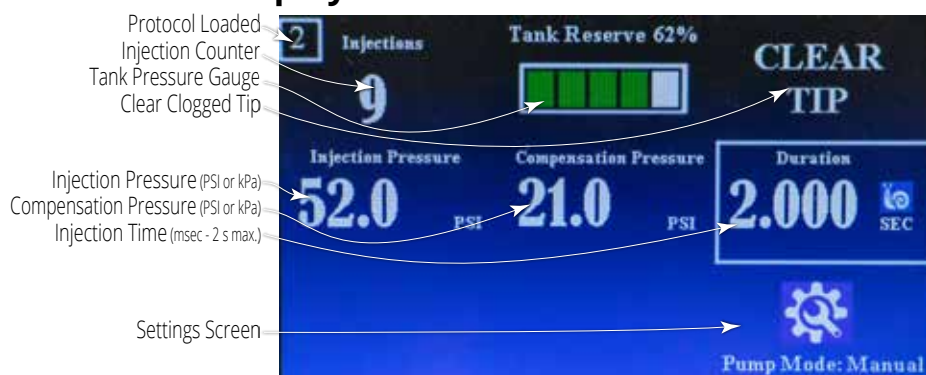 Protocol Loaded
Injection Counter
Tank Pressure Gauge
Clear Clogged Tip
Injection Pressure (PSI or kPa)
Compensation Pressure (PSI or kPa)
Injection Time (msec - 2 s max.)
Settings Screen
2
Injections
9
Tank Reserve 62%
CLEAR
TIP
Injection Pressure
52.0 PSI
Compensation Pressure
21.0 PSI
Duration
2.000 SEC
Pump Mode: Manual